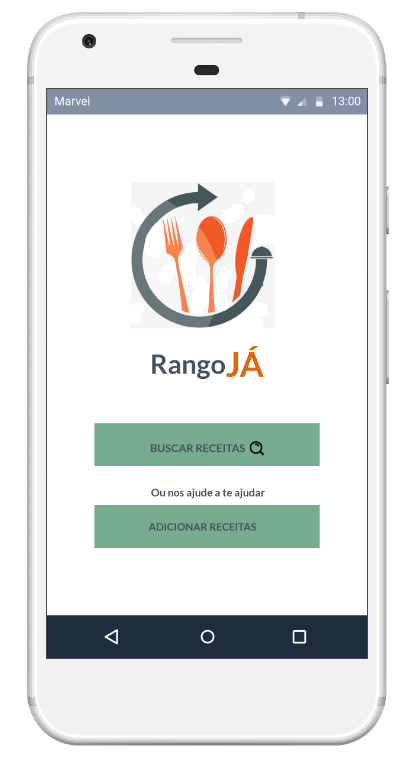 Marvel 13:00
RangoJÁ
BUSCAR RECEITAS
Ou nos ajude a te ajudar
ADICIONAR RECEITAS